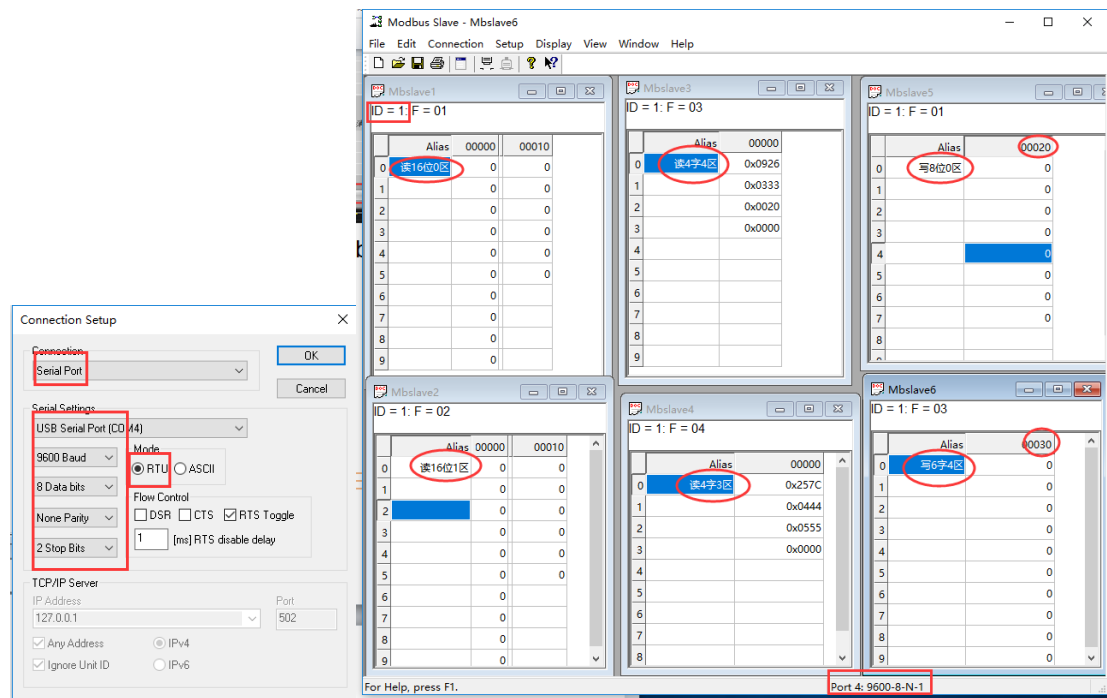 Modbus Slave - Mbslave6
File Edit Connection Setup Display View Window Help
Mbslave1
ID = 1: F = 01
Alias 00000 00010
0 读16位0区 0 0
1 0 0
2 0 0
3 0 0
4 0 0
5 0 0
6 0
7 0
8 0
9 0
Mbslave3
ID = 1: F = 03
Alias 00000
0 读4字4区 0x0926
1 0x0333
2 0x0020
3 0x0000
4
5
6
7
8
9
Mbslave5
ID = 1: F = 01
Alias 00020
0 写8位0区 0
1 0
2 0
3 0
4 0
5 0
6 0
7 0
8
Mbslave2
ID = 1: F = 02
Alias 00000 00010
0 读16位1区 0 0
1 0 0
2 0 0
3 0 0
4 0 0
5 0 0
6 0
7 0
8 0
9 0
Mbslave4
ID = 1: F = 04
Alias 00000
0 读4字3区 0x257C
1 0x0444
2 0x0555
3 0x0000
4
5
6
7
8
Mbslave6
ID = 1: F = 03
Alias 00030
0 写6字4区 0
1 0
2 0
3 0
4 0
5 0
6 0
7 0
8 0
9 0
For Help, press F1.
Port 4: 9600-8-N-1
Connection Setup
Connection
Serial Port
OK
Cancel
Serial Settings
USB Serial Port (COM4)
9600 Baud
Mode
RTU ASCII
8 Data bits
Flow Control
DSR CTS RTS Toggle
None Parity
1 [ms] RTS disable delay
2 Stop Bits
TCP/IP Server
IP Address Port
127.0.0.1 502
Any Address IPv4
Ignore Unit ID IPv6